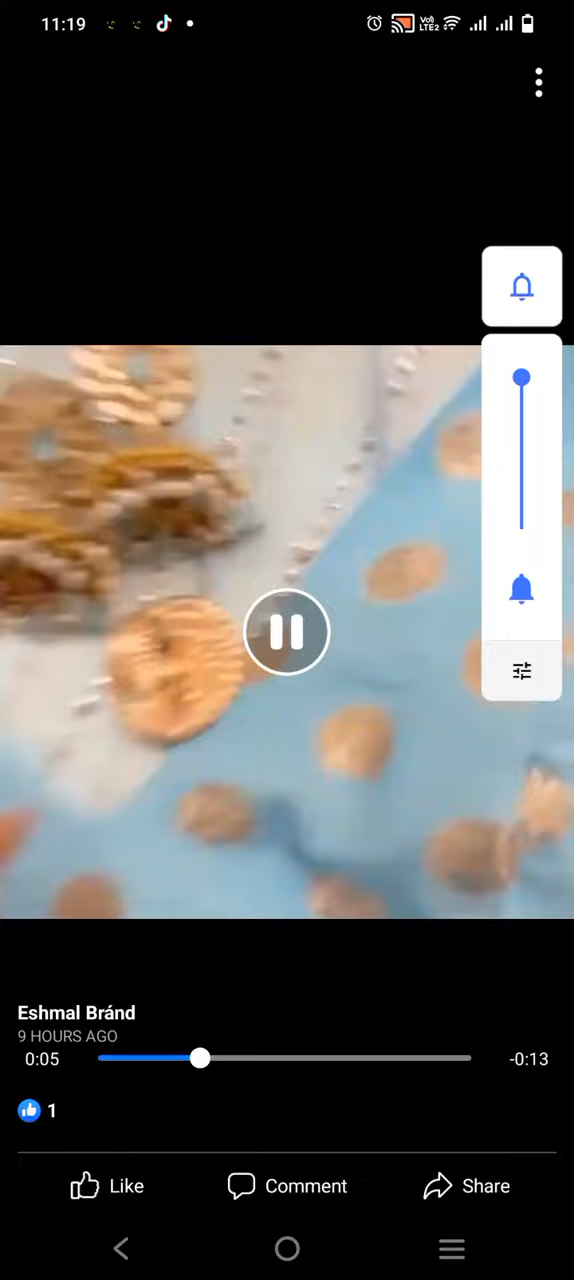 11:19
Vo)
LTE2
Eshmal Bránd
9 HOURS AGO
0:05
-0:13
1
Like
Comment
Share